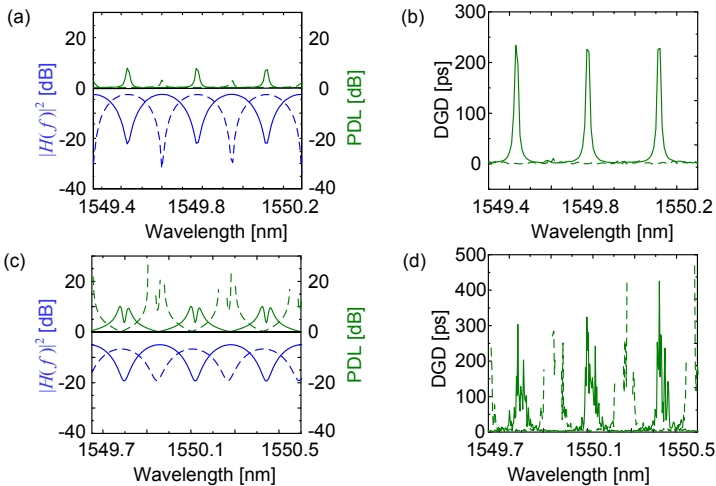 (a)
20
0
-20
-40
20
0
-20
|H(f)|² [dB]
PDL [dB]
1549.4
1549.8
1550.2
Wavelength [nm]
(b)
300
200
100
0
DGD [ps]
1549.4
1549.8
1550.2
Wavelength [nm]
(c)
20
0
-20
-40
20
0
-20
-40
|H(f)|² [dB]
PDL [dB]
1549.7
1550.1
1550.5
Wavelength [nm]
(d)
500
400
300
200
100
0
DGD [ps]
1549.7
1550.1
1550.5
Wavelength [nm]